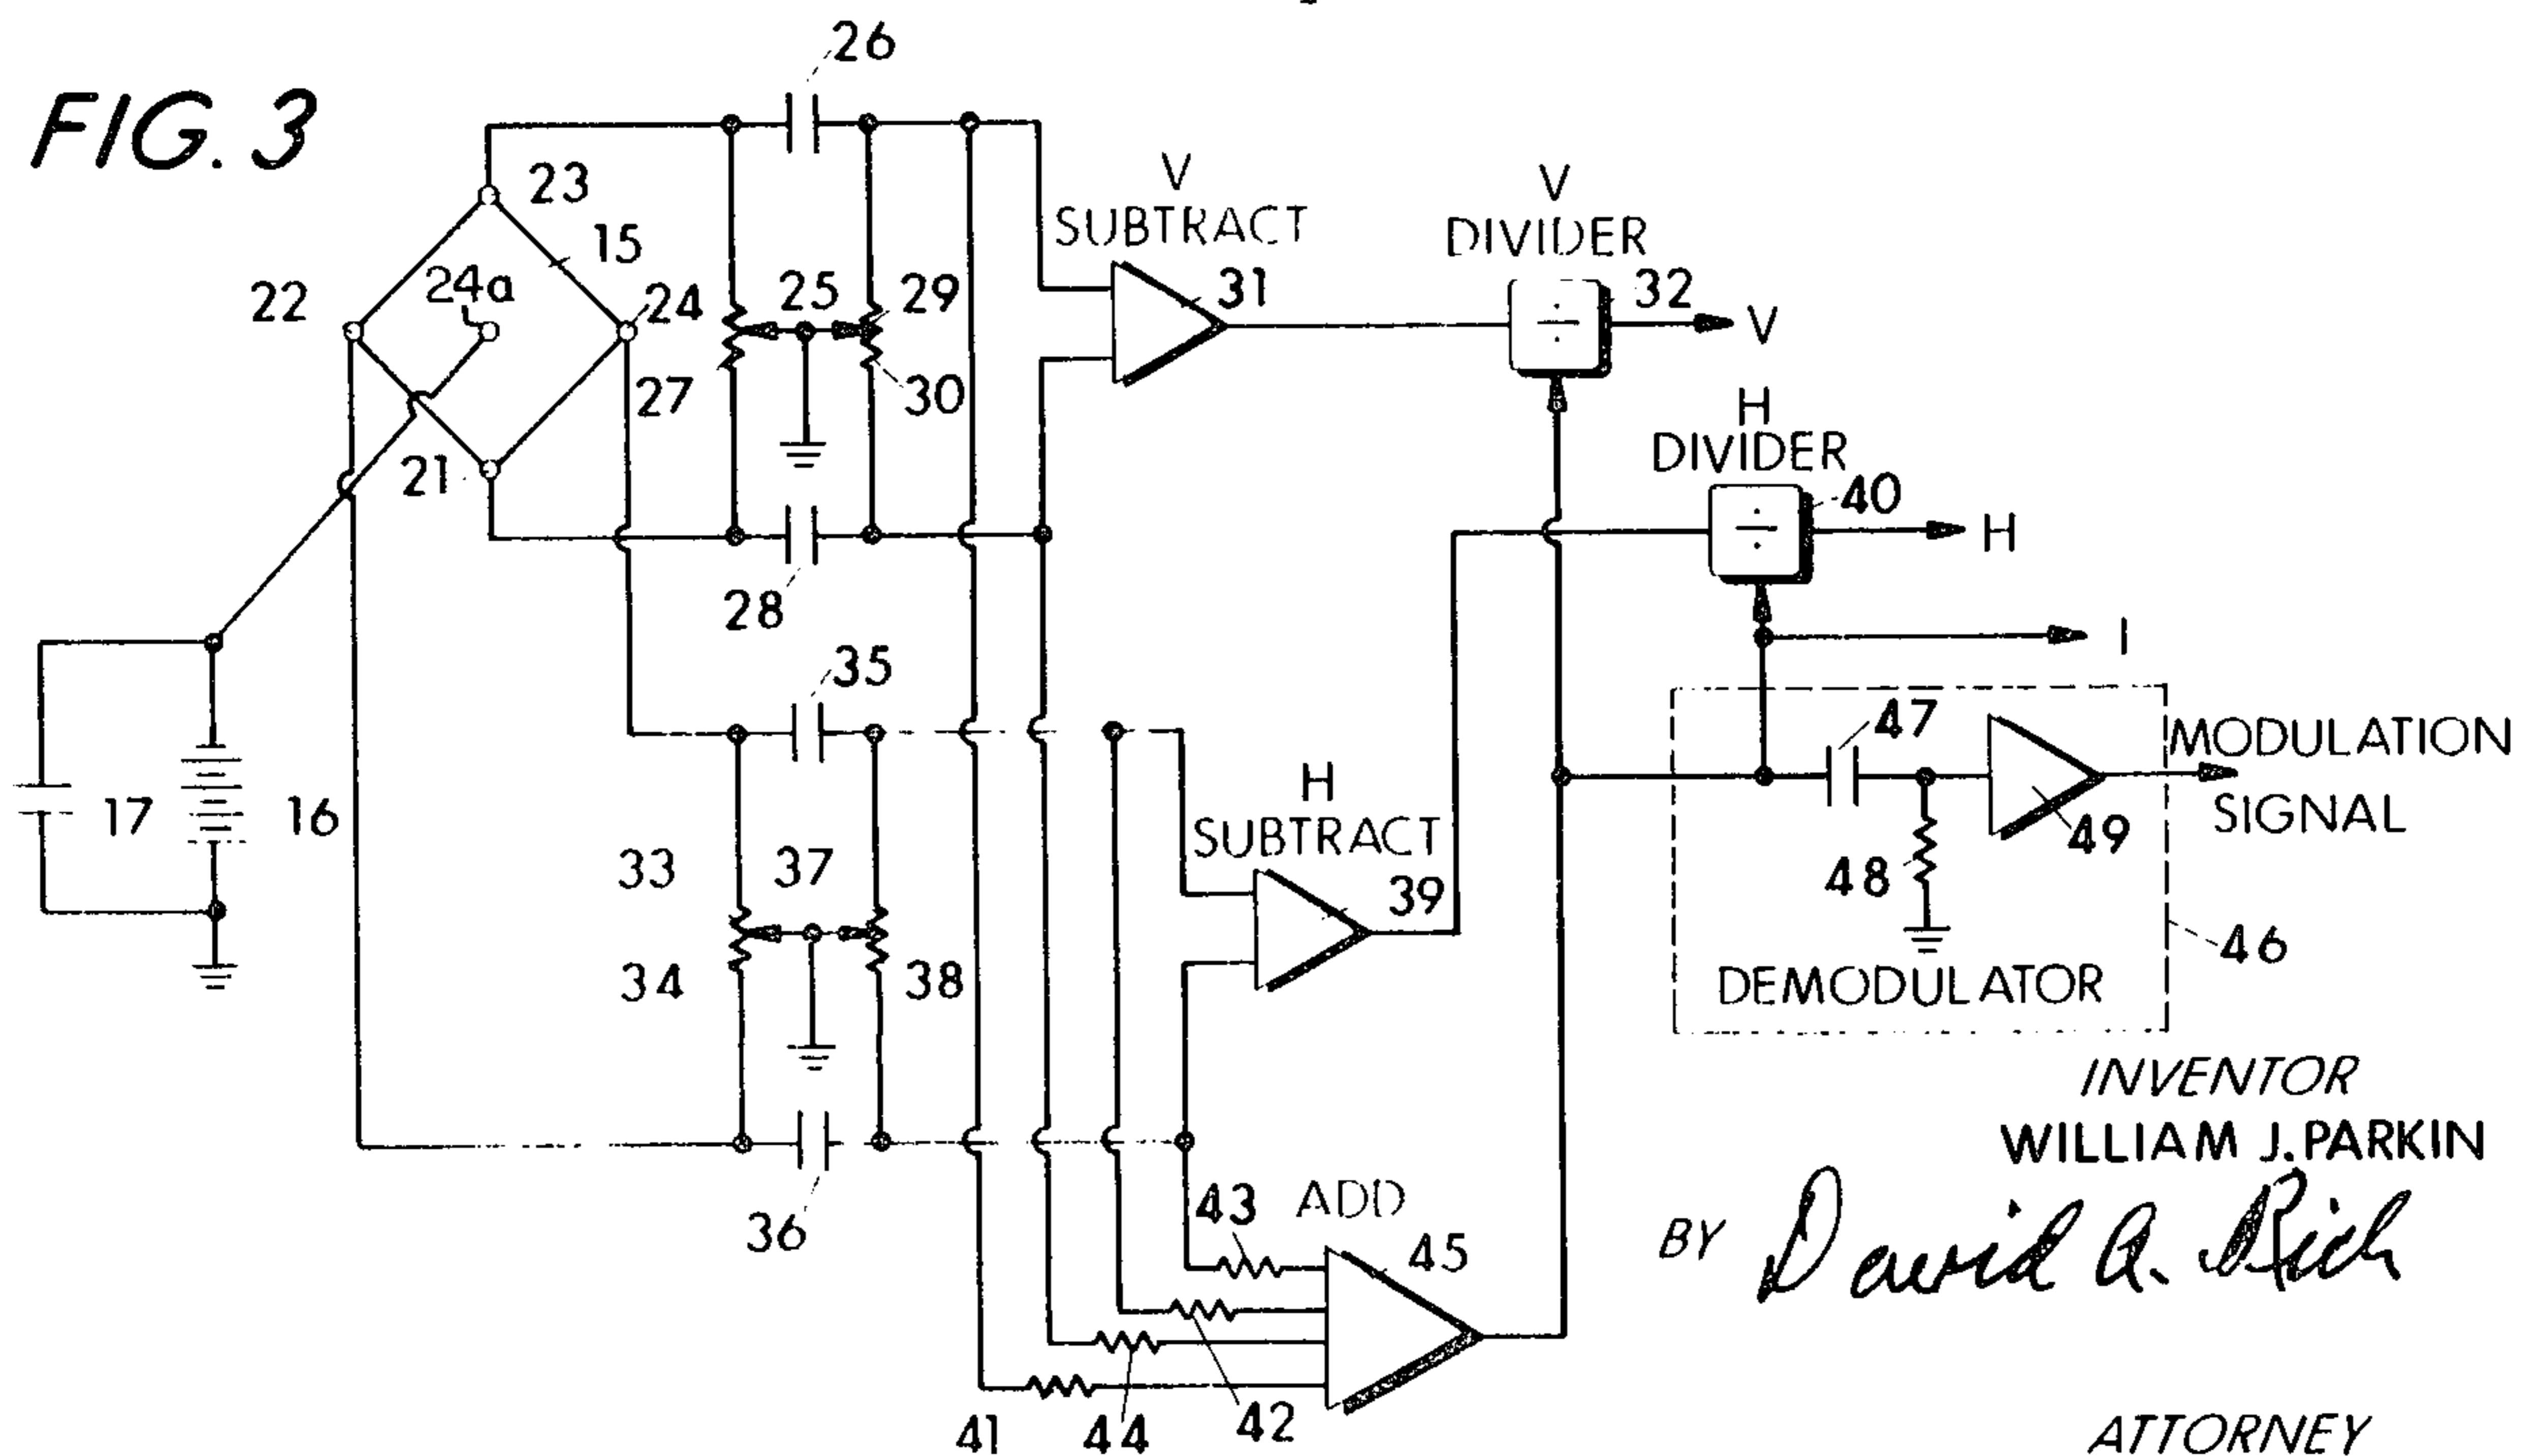 FIG. 3
26
23
15
22
24a
24
25
29
27
30
21
28
V
SUBTRACT
31
V
DIVIDER
÷
32
V
H
DIVIDER
÷
40
H
I
35
17
16
33
37
34
38
36
H
SUBTRACT
39
47
48
49
MODULATION
SIGNAL
46
DEMODULATOR
43
ADD
45
41
44
42
INVENTOR
WILLIAM J. PARKIN
BY David A. Rich
ATTORNEY